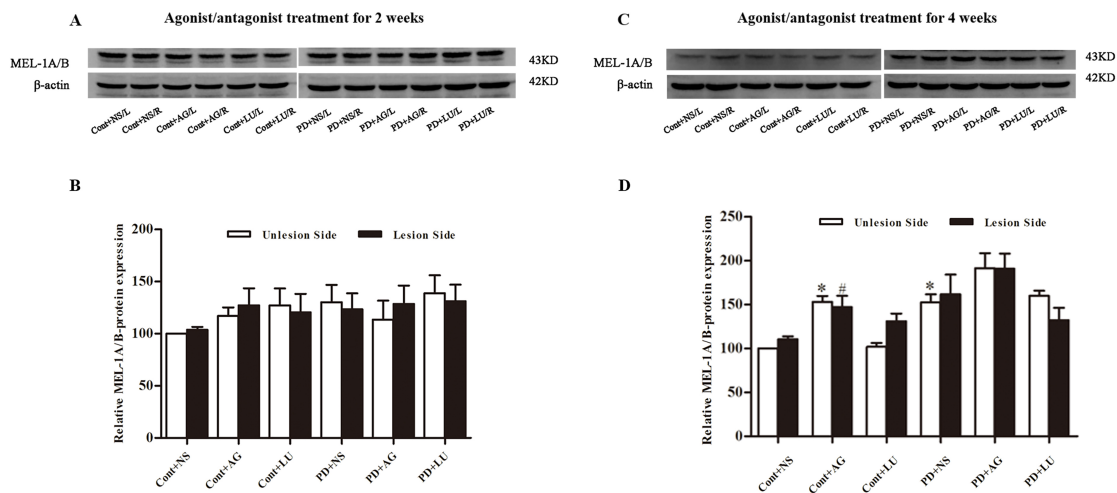 A
Agonist/antagonist treatment for 2 weeks
MEL-1A/B
43KD
β-actin
42KD
Cont+NS/L
Cont+NS/R
Cont+AG/L
Cont+AG/R
Cont+LU/L
Cont+LU/R
PD+NS/L
PD+NS/R
PD+AG/L
PD+AG/R
PD+LU/L
PD+LU/R
B
Relative MEL-1A/B-protein expression
200
150
100
50
0
Unlesion Side
Lesion Side
Cont+NS
Cont+AG
Cont+LU
PD+NS
PD+AG
PD+LU
C
Agonist/antagonist treatment for 4 weeks
MEL-1A/B
43KD
β-actin
42KD
Cont+NS/L
Cont+NS/R
Cont+AG/L
Cont+AG/R
Cont+LU/L
Cont+LU/R
PD+NS/L
PD+NS/R
PD+AG/L
PD+AG/R
PD+LU/L
PD+LU/R
D
Relative MEL-1A/B-protein expression
250
200
150
100
50
0
Unlesion Side
Lesion Side
*
#
*
Cont+NS
Cont+AG
Cont+LU
PD+NS
PD+AG
PD+LU